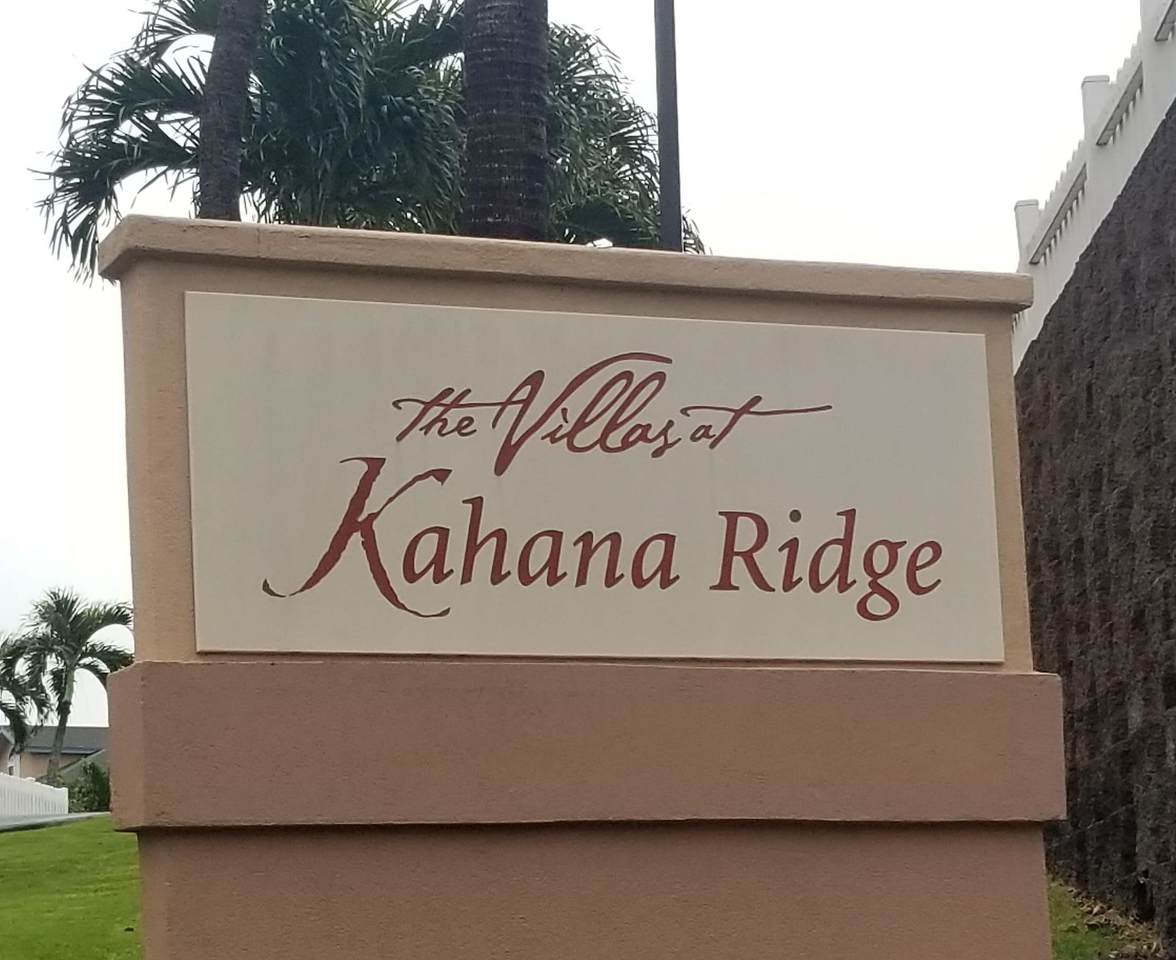 the Villas at
Kahana Ridge